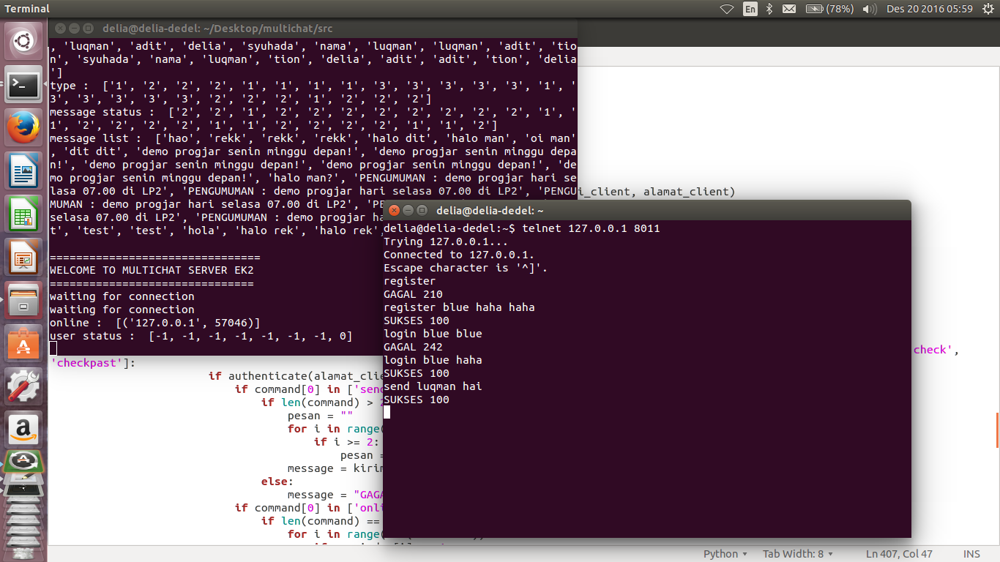 Terminal
En
(78%)
Des 20 2016 05:59
delia@delia-dedel: ~/Desktop/multichat/src
, 'luqman', 'adit', 'delia', 'syuhada', 'nama', 'luqman', 'luqman', 'adit', 'tio
n', 'syuhada', 'nama', 'luqman', 'tion', 'delia', 'adit', 'adit', 'tion', 'delia
']
type :  ['1', '2', '2', '2', '1', '1', '1', '1', '3', '3', '3', '3', '3', '1', '
3', '3', '3', '3', '3', '2', '2', '2', '1', '2', '2', '2']
message status :  ['2', '2', '1', '2', '2', '2', '2', '2', '2', '2', '2', '1', '
1', '2', '2', '2', '2', '1', '1', '2', '2', '2', '2', '1', '1', '2']
message list :  ['hao', 'rekk', 'rekk', 'rekk', 'halo dit', 'halo man', 'oi man'
, 'dit dit', 'demo progjar senin minggu depan!', 'demo progjar senin minggu depa
n!', 'demo progjar senin minggu depan!', 'demo progjar senin minggu depan!', 'de
mo progjar senin minggu depan!', 'halo man?', 'PENGUMUMAN : demo progjar hari se
lasa 07.00 di LP2', 'PENGUMUMAN : demo progjar hari selasa 07.00 di LP2', 'PENGU
MUMAN : demo progjar hari selasa 07.00 di LP2', 'PE
selasa 07.00 di LP2', 'PENGUMUMAN : demo progjar ha
t', 'test', 'test', 'hola', 'halo rek', 'halo rek',
================================
WELCOME TO MULTICHAT SERVER EK2
===============================
waiting for connection
waiting for connection
online :  [('127.0.0.1', 57046)]
user status :  [-1, -1, -1, -1, -1, -1, -1, 0]
i_client, alamat_client)
check',
'checkpast']:
if authenticate(alamat_clie
if command[0] in ['send
if len(command) > 2
pesan = ""
for i in range(
if i >= 2:
pesan =
message = kirim
else:
message = "GAGA
if command[0] in ['onli
if len(command) ==
for i in range(
delia@delia-dedel: ~
delia@delia-dedel:~$ telnet 127.0.0.1 8011
Trying 127.0.0.1...
Connected to 127.0.0.1.
Escape character is '^]'.
register
GAGAL 210
register blue haha haha
SUKSES 100
login blue blue
GAGAL 242
login blue haha
SUKSES 100
send luqman hai
SUKSES 100
Python
Tab Width: 8
Ln 407, Col 47
INS